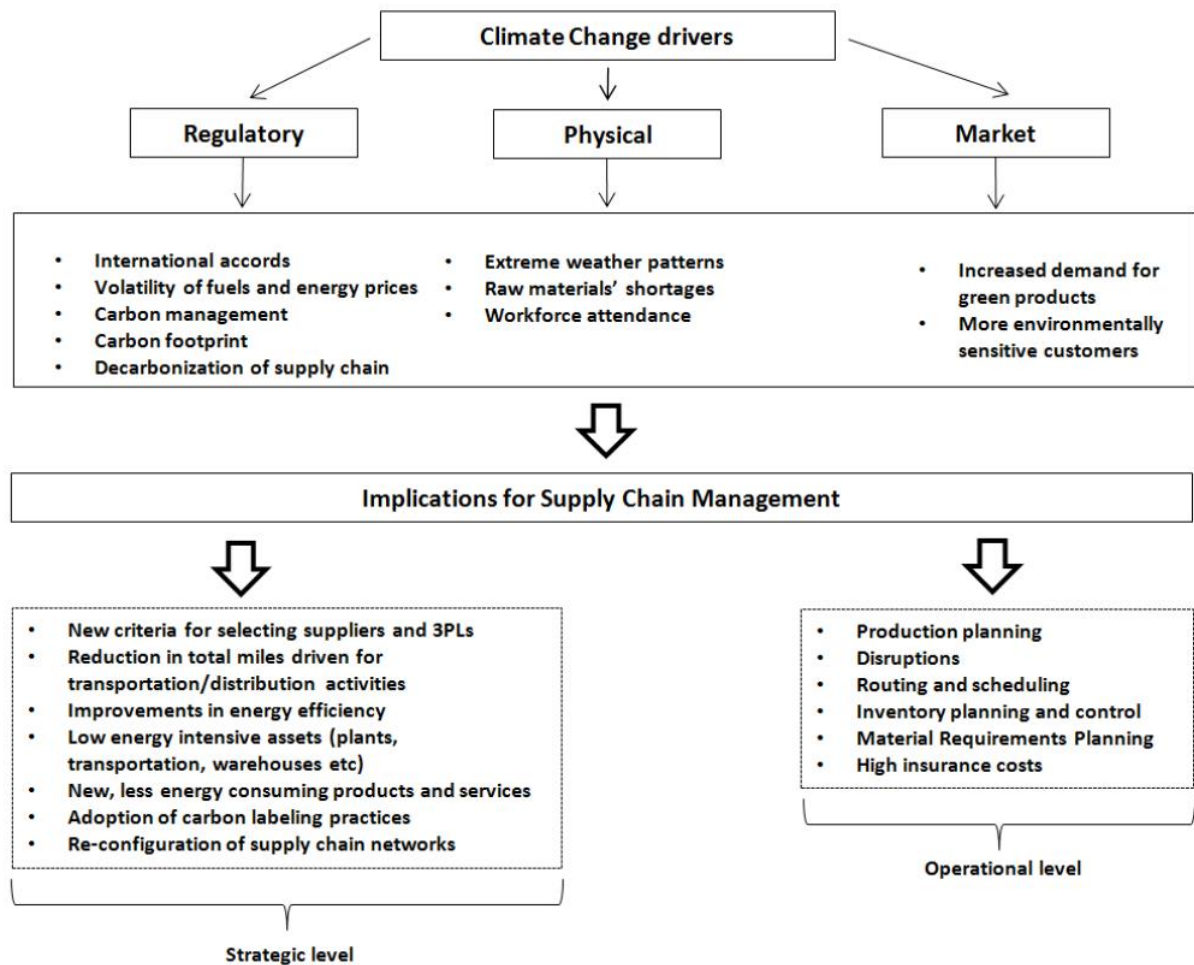 Climate Change drivers
Regulatory
Physical
Market
• International accords
• Volatility of fuels and energy prices
• Carbon management
• Carbon footprint
• Decarbonization of supply chain
• Extreme weather patterns
• Raw materials’ shortages
• Workforce attendance
• Increased demand for
green products
• More environmentally
sensitive customers
Implications for Supply Chain Management
• New criteria for selecting suppliers and 3PLs
• Reduction in total miles driven for
transportation/distribution activities
• Improvements in energy efficiency
• Low energy intensive assets (plants,
transportation, warehouses etc)
• New, less energy consuming products and services
• Adoption of carbon labeling practices
• Re-configuration of supply chain networks
Strategic level
• Production planning
• Disruptions
• Routing and scheduling
• Inventory planning and control
• Material Requirements Planning
• High insurance costs
Operational level